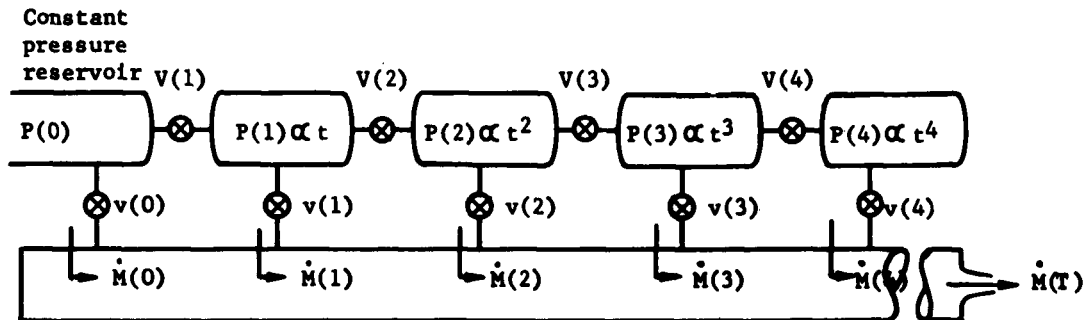 Constant
pressure
reservoir
V(1) V(2) V(3) V(4)
P(0) P(1)∝t P(2)∝t² P(3)∝t³ P(4)∝t⁴
v(0) v(1) v(2) v(3) v(4)
Ṁ(0) Ṁ(1) Ṁ(2) Ṁ(3) Ṁ( Ṁ(T)